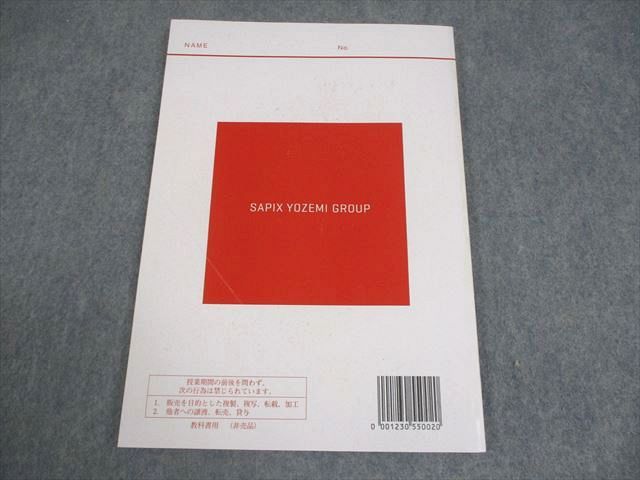 NAME No.
SAPIX YOZEMI GROUP
授業期間の前後を問わず、
次の行為は禁じられています。
1. 販売を目的とした複製、複写、転載、加工
2. 他者への譲渡、転売、貸与
教科書用 （非売品）
0 001230 550020